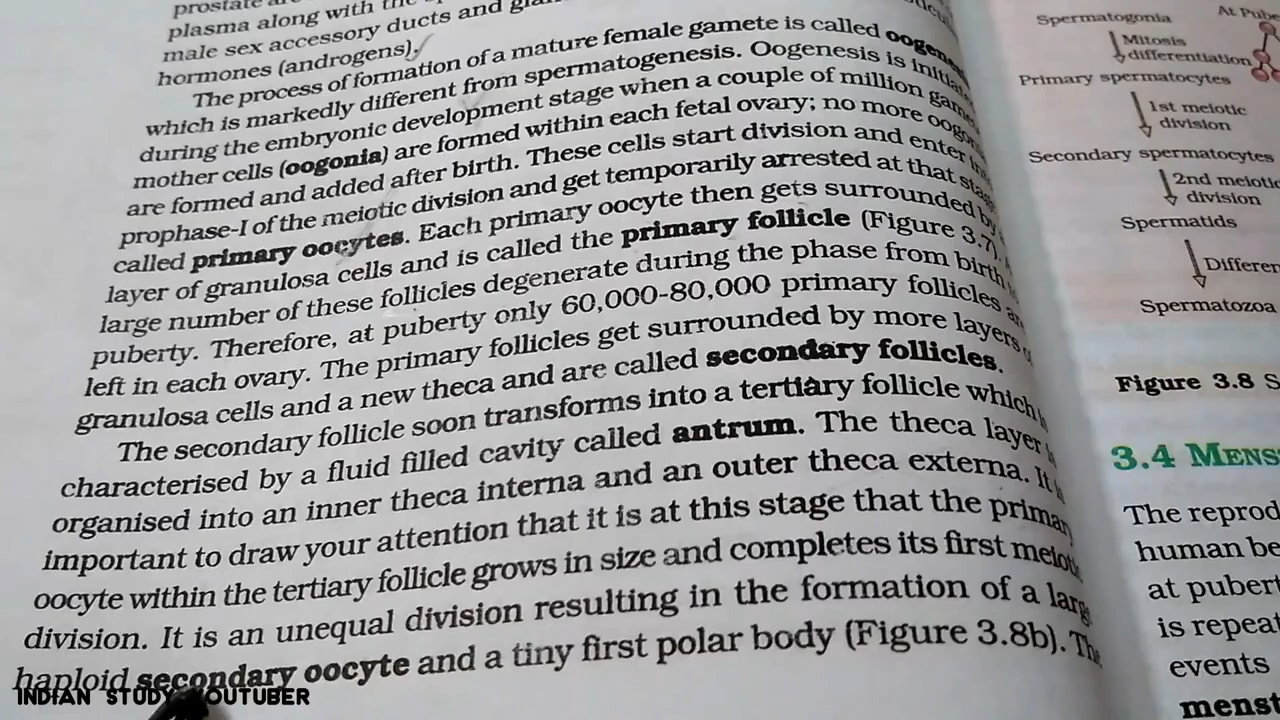 prostate
plasma along with the
male sex accessory ducts and
hormones (androgens).
The process of formation of a mature female gamete is called
which is markedly different from spermatogenesis. Oogenesis is
during the embryonic development stage when a couple of million
mother cells (oogonia) are formed within each fetal ovary; no more
are formed and added after birth. These cells start division and enter
prophase-I of the meiotic division and get temporarily arrested at that
called primary oocytes. Each primary oocyte then gets surrounded by
layer of granulosa cells and is called the primary follicle (Figure 3.7).
large number of these follicles degenerate during the phase from birth
puberty. Therefore, at puberty only 60,000-80,000 primary follicles
left in each ovary. The primary follicles get surrounded by more layers
granulosa cells and a new theca and are called secondary follicles.
The secondary follicle soon transforms into a tertiary follicle which
characterised by a fluid filled cavity called antrum. The theca layer
organised into an inner theca interna and an outer theca externa. It
important to draw your attention that it is at this stage that the
oocyte within the tertiary follicle grows in size and completes its first
division. It is an unequal division resulting in the formation of a
haploid secondary oocyte and a tiny first polar body (Figure 3.8b). The
INDIAN STUDY YOUTUBER
Spermatogonia
At
Mitosis
differentiation
Primary spermatocytes
1st meiotic
division
Secondary spermatocytes
2nd
division
Spermatids
Spermatozoa
Figure 3.8
3.4
The
human
at
is
events